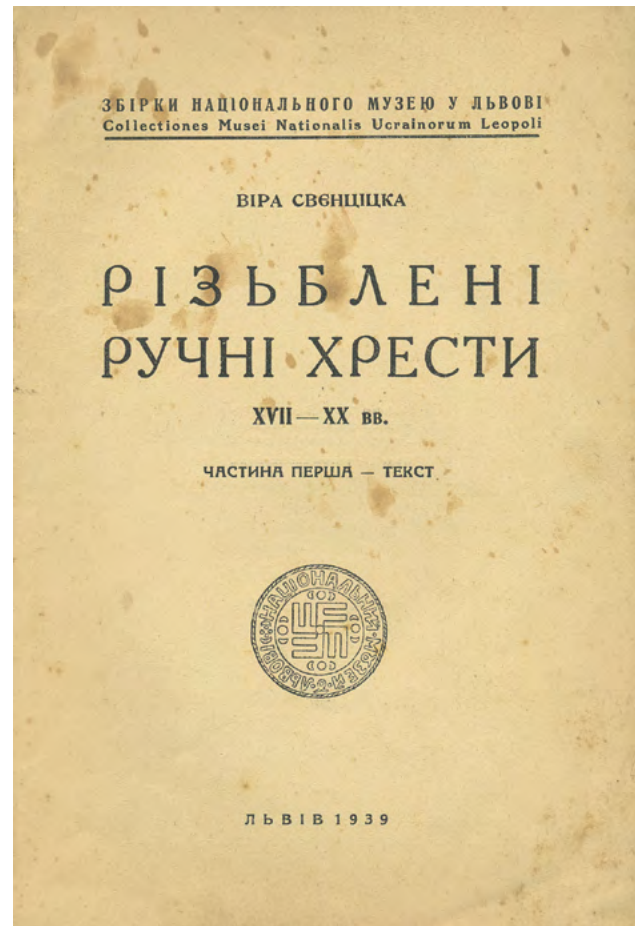 ЗБІРКИ НАЦІОНАЛЬНОГО МУЗЕЮ У ЛЬВОВІ
Collectiones Musei Nationalis Ucrainorum Leopoli
ВІРА СВЄНЦІЦКА
РІЗЬБЛЕНІ
РУЧНІ ХРЕСТИ
XVII — XX вв.
ЧАСТИНА ПЕРША — ТЕКСТ
НАЦІОНАЛЬНИЙ
ЛЬВІВ 1939